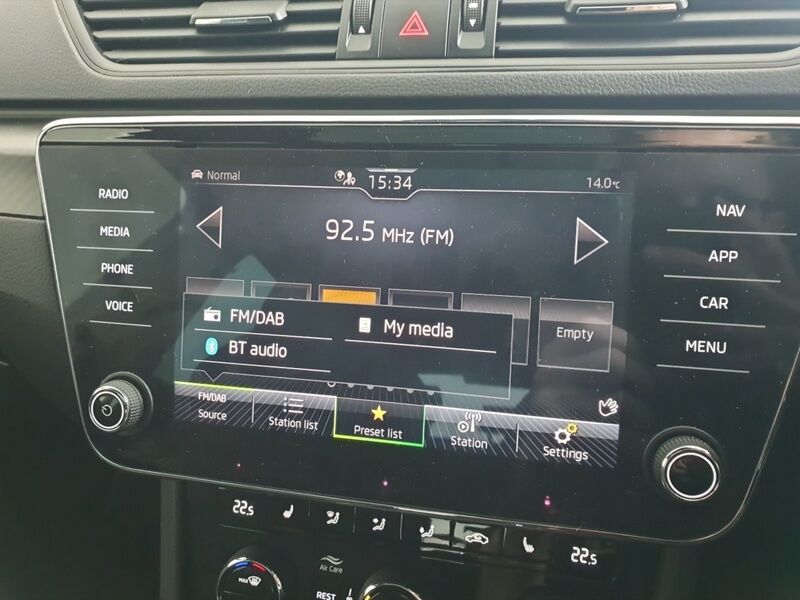 Normal
15:34
14.0°C
RADIO
MEDIA
PHONE
VOICE
92.5 MHz (FM)
NAV
APP
CAR
MENU
FM/DAB
My media
BT audio
Empty
FM/DAB
Source
Station list
Preset list
Station
Settings
22.5
22.5
MAX
Air Care
REST